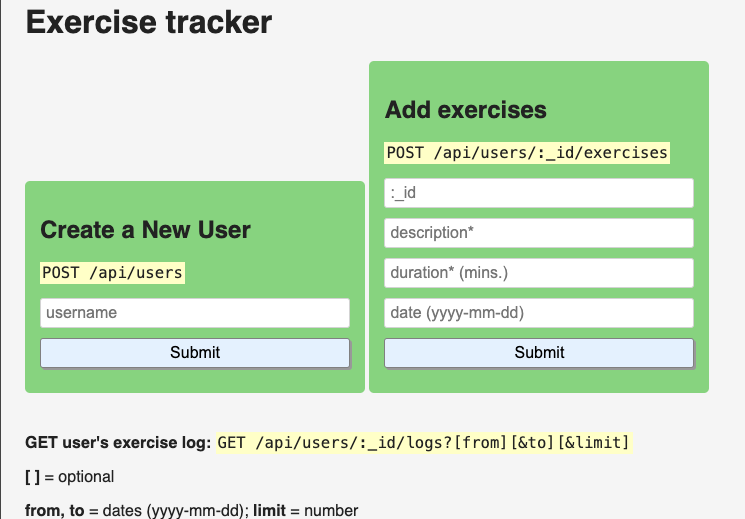 Exercise tracker
Create a New User
POST /api/users
username
Submit
Add exercises
POST /api/users/:_id/exercises
:_id
description*
duration* (mins.)
date (yyyy-mm-dd)
Submit
GET user's exercise log: GET /api/users/:_id/logs?[from][&to][&limit]
[ ] = optional
from, to = dates (yyyy-mm-dd); limit = number